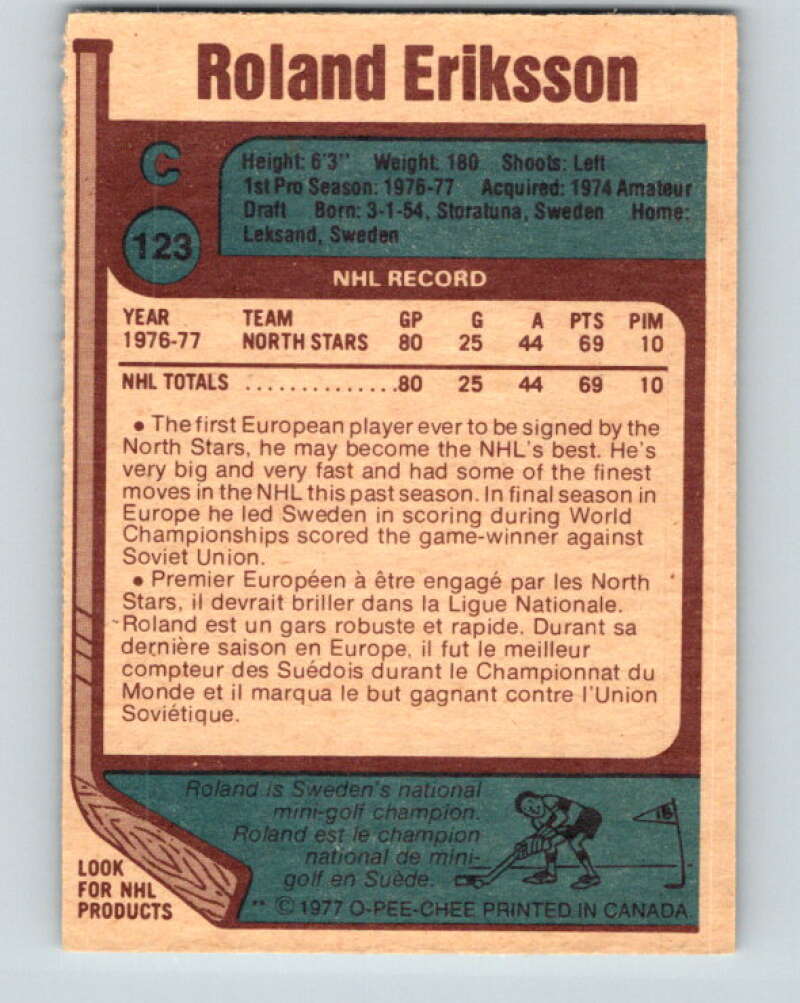 Roland Eriksson
C
Height: 6'3" Weight: 180 Shoots: Left
1st Pro Season: 1976-77 Acquired: 1974 Amateur
Draft Born: 3-1-54, Storatuna, Sweden Home:
Leksand, Sweden
123
NHL RECORD
YEAR TEAM GP G A PTS PIM
1976-77 NORTH STARS 80 25 44 69 10
NHL TOTALS ..............80 25 44 69 10
• The first European player ever to be signed by the
North Stars, he may become the NHL's best. He's
very big and very fast and had some of the finest
moves in the NHL this past season. In final season in
Europe he led Sweden in scoring during World
Championships scored the game-winner against
Soviet Union.
• Premier Européen à être engagé par les North
Stars, il devrait briller dans la Ligue Nationale.
Roland est un gars robuste et rapide. Durant sa
dernière saison en Europe, il fut le meilleur
compteur des Suédois durant le Championnat du
Monde et il marqua le but gagnant contre l'Union
Soviétique.
Roland is Sweden's national
mini-golf champion.
Roland est le champion
national de mini-
golf en Suède.
18
LOOK
FOR NHL
PRODUCTS
** © 1977 O-PEE-CHEE PRINTED IN CANADA